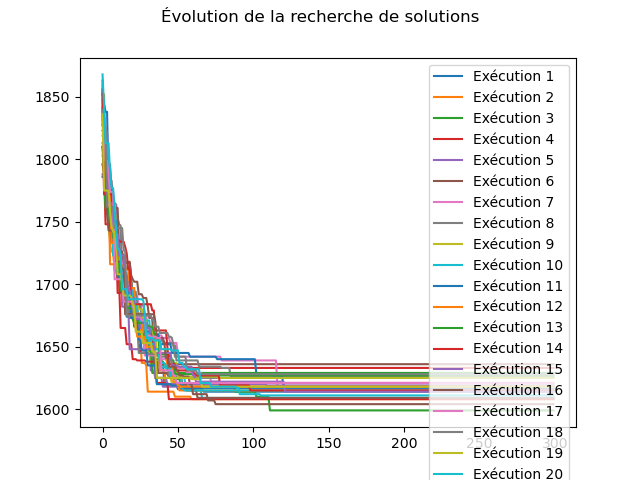 Évolution de la recherche de solutions
1850
1800
1750
1700
1650
1600
0 50 100 150 200 250 300
Exécution 1
Exécution 2
Exécution 3
Exécution 4
Exécution 5
Exécution 6
Exécution 7
Exécution 8
Exécution 9
Exécution 10
Exécution 11
Exécution 12
Exécution 13
Exécution 14
Exécution 15
Exécution 16
Exécution 17
Exécution 18
Exécution 19
Exécution 20